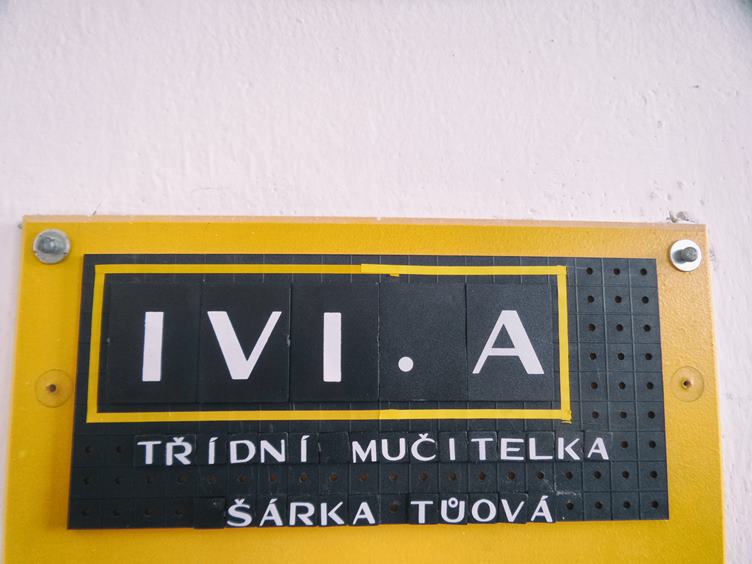 IVI.A
TŘÍDNÍ MUČITELKA
ŠÁRKA TŮOVÁ